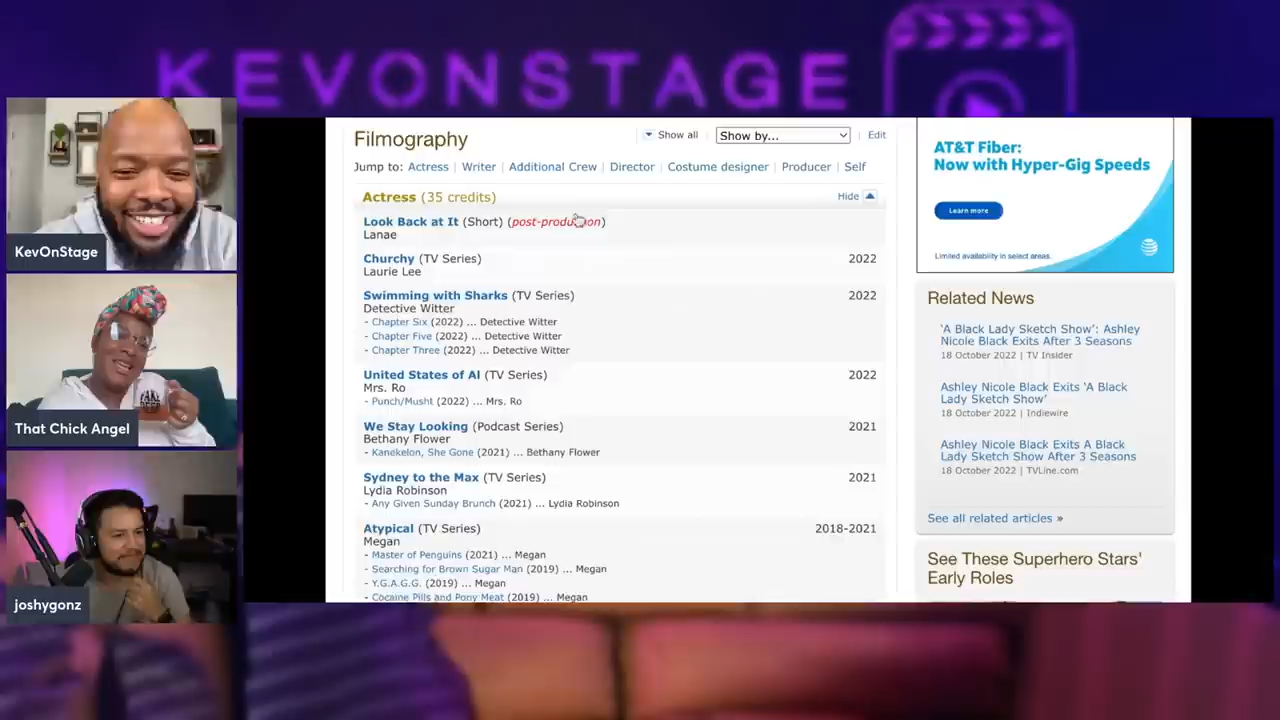 KEVONSTAGE
KevOnStage
That Chick Angel
joshygonz
Filmography
Show all | Show by... | Edit
Jump to: Actress | Writer | Additional Crew | Director | Costume designer | Producer | Self
Actress (35 credits) Hide
Look Back at It (Short) (post-production)
Lanae
Churchy (TV Series) 2022
Laurie Lee
Swimming with Sharks (TV Series) 2022
Detective Witter
- Chapter Six (2022) ... Detective Witter
- Chapter Five (2022) ... Detective Witter
- Chapter Three (2022) ... Detective Witter
United States of Al (TV Series) 2022
Mrs. Ro
- Punch/Musht (2022) ... Mrs. Ro
We Stay Looking (Podcast Series) 2021
Bethany Flower
- Kanekelon, She Gone (2021) ... Bethany Flower
Sydney to the Max (TV Series) 2021
Lydia Robinson
- Any Given Sunday Brunch (2021) ... Lydia Robinson
Atypical (TV Series) 2018-2021
Megan
- Master of Penguins (2021) ... Megan
- Searching for Brown Sugar Man (2019) ... Megan
- Y.G.A.G.G. (2019) ... Megan
- Cocaine Pills and Pony Meat (2019) ... Megan
AT&T Fiber:
Now with Hyper-Gig Speeds
Learn more
Limited availability in select areas.
Related News
'A Black Lady Sketch Show': Ashley
Nicole Black Exits After 3 Seasons
18 October 2022 | TV Insider
Ashley Nicole Black Exits 'A Black
Lady Sketch Show'
18 October 2022 | Indiewire
Ashley Nicole Black Exits A Black
Lady Sketch Show After 3 Seasons
18 October 2022 | TVLine.com
See all related articles »
See These Superhero Stars'
Early Roles